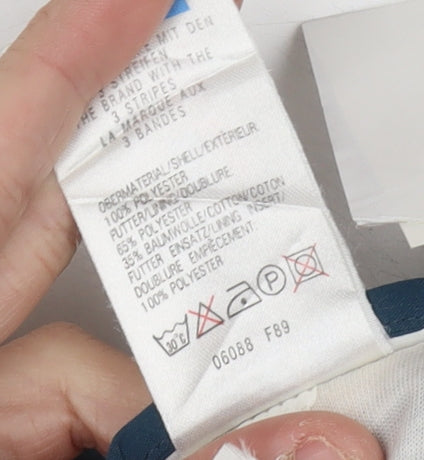 MIT DEN
3 STREIFEN
THE BRAND WITH THE
3 STRIPES
LA MARQUE AUX
3 BANDES
OBERMATERIAL/SHELL/EXTÉRIEUR
100% POLYESTER
FUTTER/LINING/DOUBLURE
65% POLYESTER
35% BAUMWOLLE/COTTON/COTON
FUTTER EINSATZ/LINING INSERT/
DOUBLURE EMPIÈCEMENT:
100% POLYESTER
30°C P
06088 F89